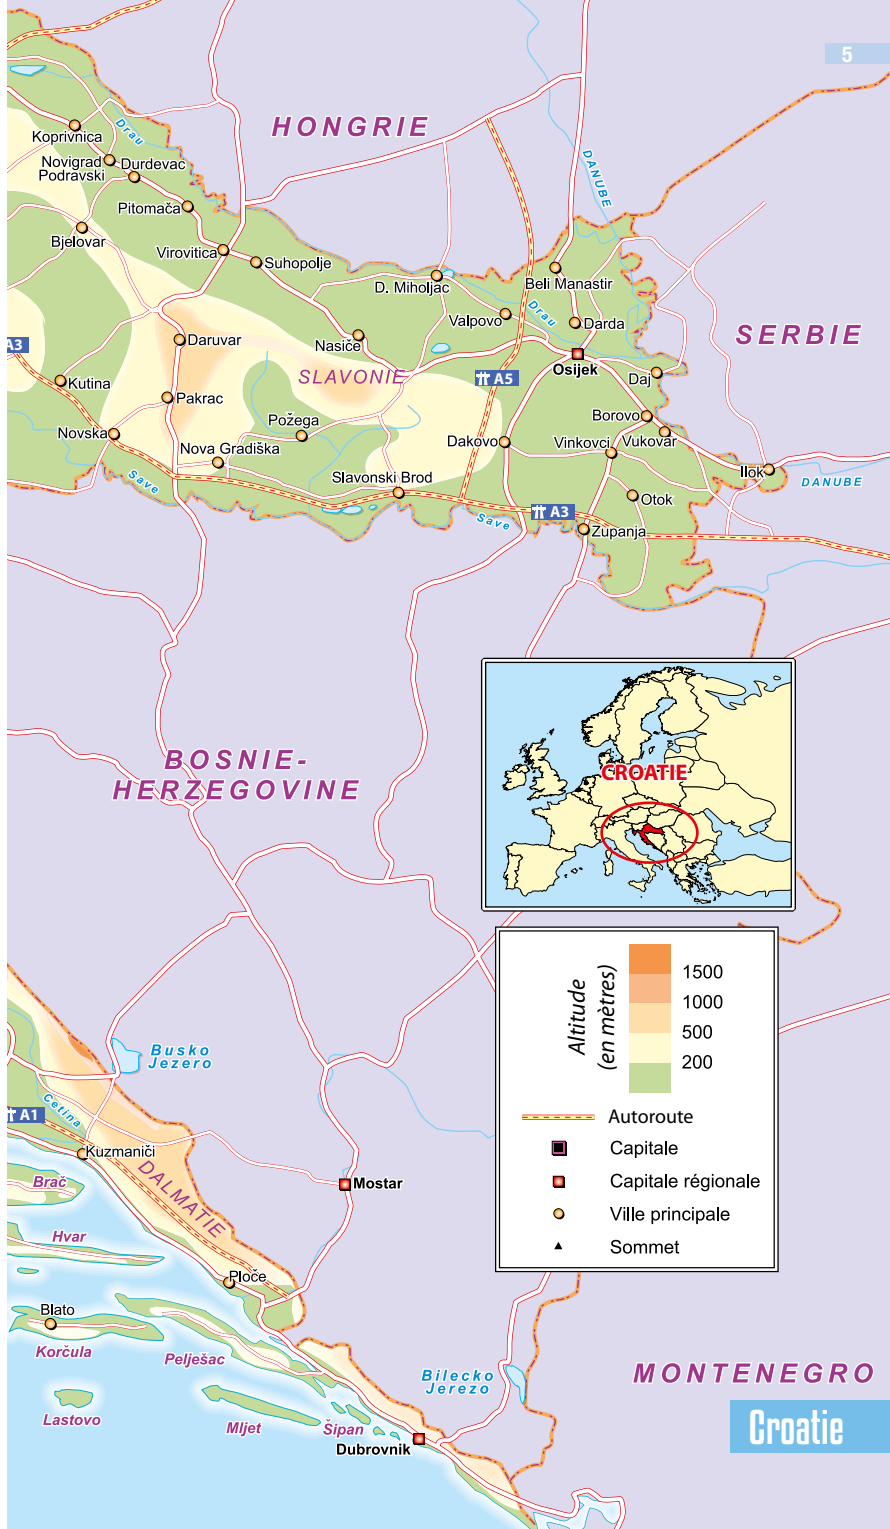 5
HONGRIE
Drau
DANUBE
Koprivnica
Novigrad
Podravski
Durdevac
Pitomača
Bjelovar
Virovitica
Suhopolje
D. Miholjac
Beli Manastir
Valpovo
Drau
Darda
SERBIE
A3
Daruvar
Nasiče
Osijek
SLAVONIE
A5
Daj
Kutina
Pakrac
Požega
Borovo
Novska
Nova Gradiška
Dakovo
Vinkovci
Vukovar
Ilok
DANUBE
Slavonski Brod
Save
Otok
A3
Save
Županja
BOSNIE-
HERZEGOVINE
CROATIE
Altitude
(en mètres)
1500
1000
500
200
Autoroute
Capitale
Capitale régionale
Ville principale
Sommet
Busko
Jezero
Cetina
A1
Kuzmaniči
DALMATIE
Brač
Mostar
Hvar
Ploče
Blato
Korčula
Pelješac
Bilecko
Jerezo
MONTENEGRO
Lastovo
Mljet
Šipan
Dubrovnik
Croatie